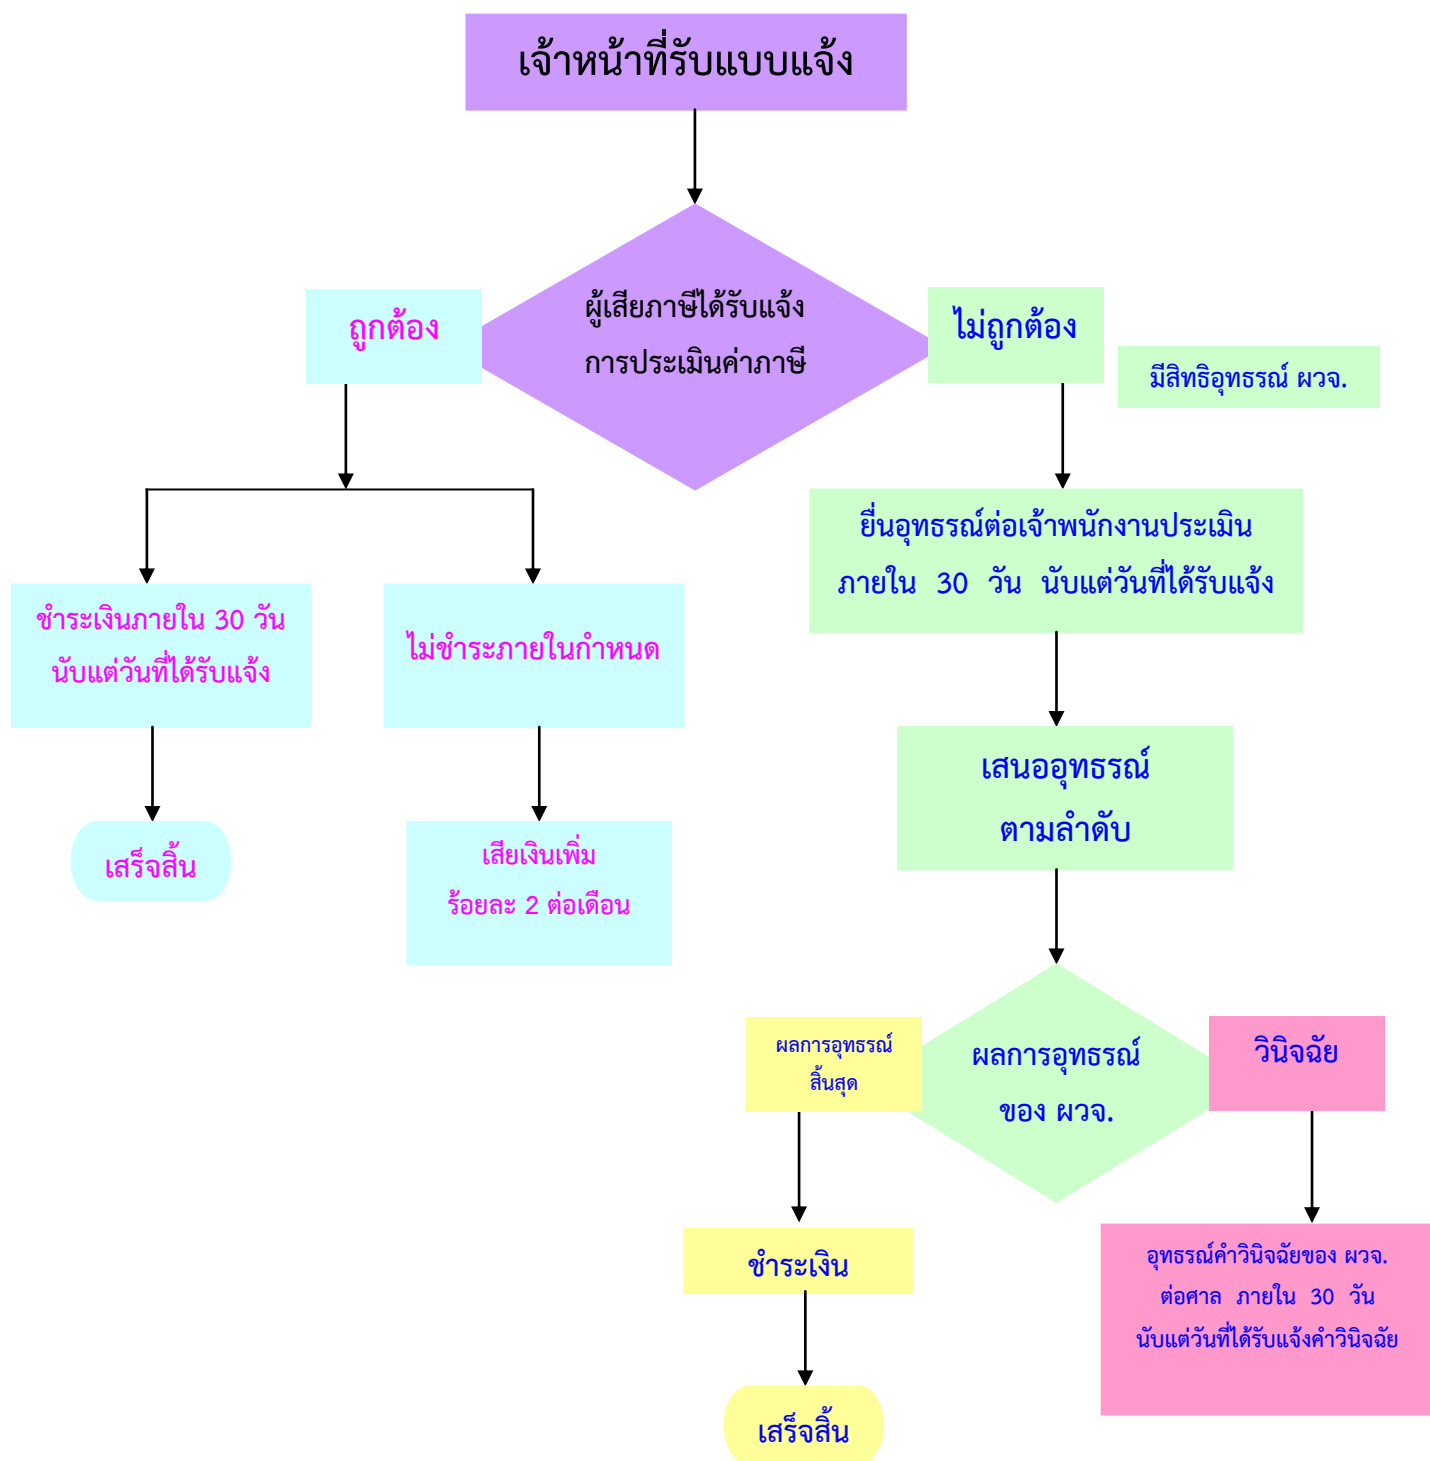 เจ้าหน้าที่รับแบบแจ้ง
ผู้เสียภาษีได้รับแจ้ง
การประเมินค่าภาษี
ถูกต้อง
ไม่ถูกต้อง
มีสิทธิอุทธรณ์ ผวจ.
ยื่นอุทธรณ์ต่อเจ้าพนักงานประเมิน
ภายใน 30 วัน นับแต่วันที่ได้รับแจ้ง
ชำระเงินภายใน 30 วัน
นับแต่วันที่ได้รับแจ้ง
ไม่ชำระภายในกำหนด
เสนออุทธรณ์
ตามลำดับ
เสร็จสิ้น
เสียเงินเพิ่ม
ร้อยละ 2 ต่อเดือน
ผลการอุทธรณ์
สิ้นสุด
ผลการอุทธรณ์
ของ ผวจ.
วินิจฉัย
ชำระเงิน
อุทธรณ์คำวินิจฉัยของ ผวจ.
ต่อศาล ภายใน 30 วัน
นับแต่วันที่ได้รับแจ้งคำวินิจฉัย
เสร็จสิ้น